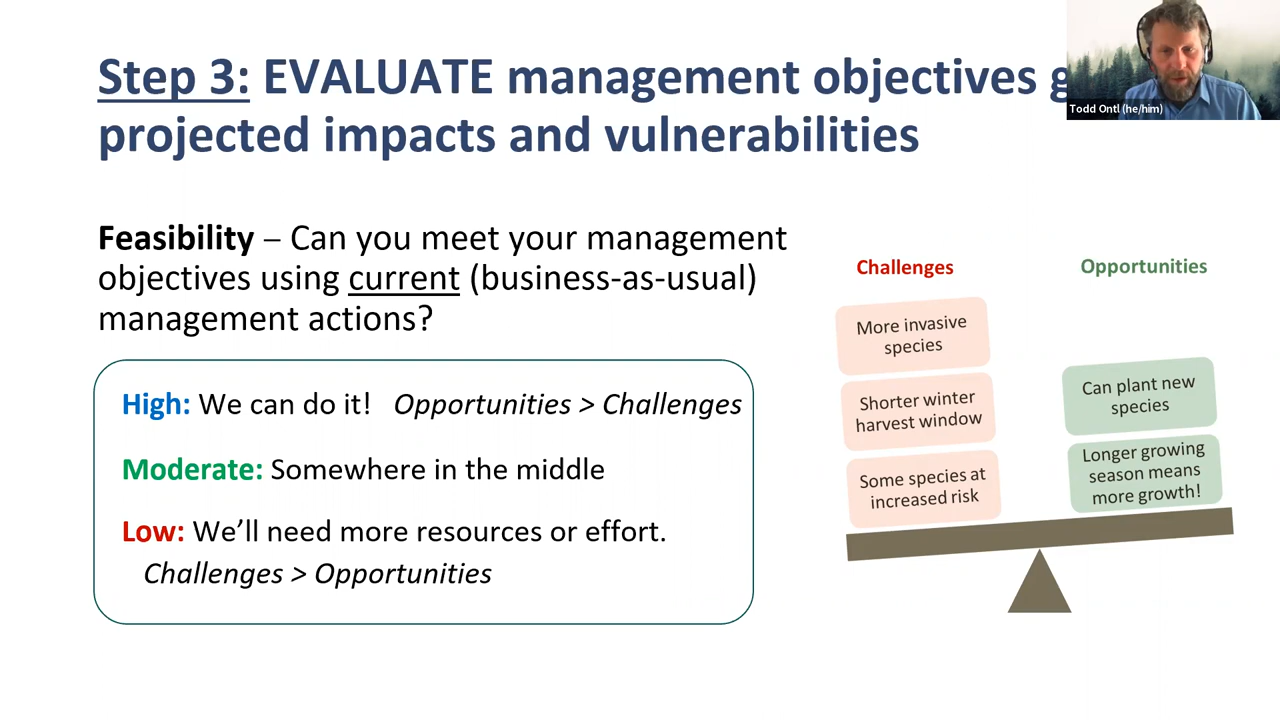 Step 3: EVALUATE management objectives
projected impacts and vulnerabilities
Todd Ontl (he/him)
Feasibility – Can you meet your management
objectives using current (business-as-usual)
management actions?
High: We can do it! Opportunities > Challenges
Moderate: Somewhere in the middle
Low: We’ll need more resources or effort.
Challenges > Opportunities
Challenges
More invasive
species
Shorter winter
harvest window
Some species at
increased risk
Opportunities
Can plant new
species
Longer growing
season means
more growth!